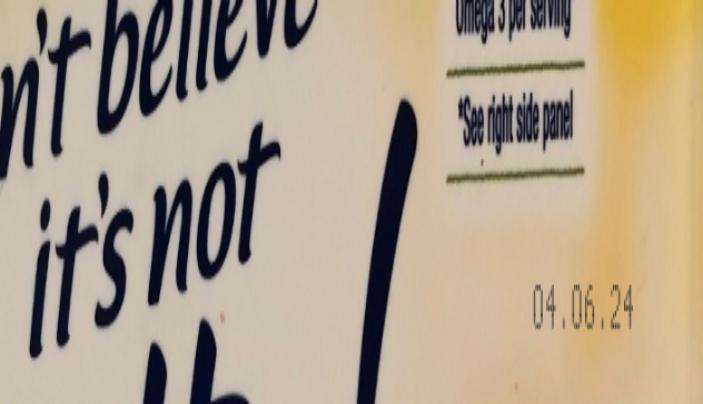 n't believe
it's not
!
Omega 3 per serving
*See right side panel
04.06.24